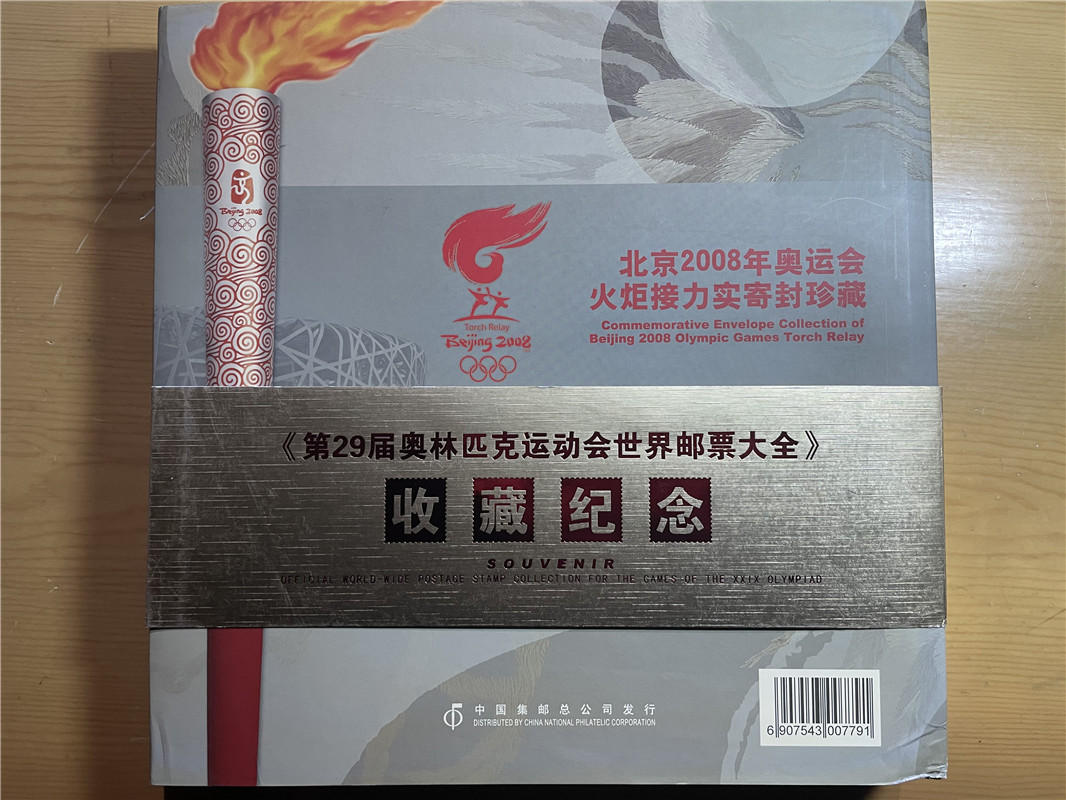 Beijing 2008
北京2008年奥运会
火炬接力实寄封珍藏
Commemorative Envelope Collection of
Beijing 2008 Olympic Games Torch Relay
Torch Relay
Beijing 2008
《第29届奥林匹克运动会世界邮票大全》
收藏纪念
SOUVENIR
OFFICIAL WORLD-WIDE POSTAGE STAMP COLLECTION FOR THE GAMES OF THE XXIX OLYMPIAD
中国集邮总公司发行
DISTRIBUTED BY CHINA NATIONAL PHILATELIC CORPORATION
6 907543 007791